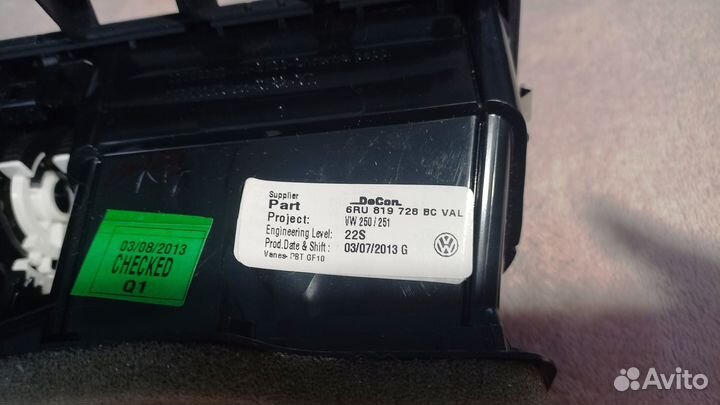 Supplier DeCon
Part 6RU 819 728 BC VAL
Project: VW 250 / 251
Engineering Level: 22S
Prod.Date & Shift: 03/07/2013 G
Vanes- PBT GF10
03/08/2013
CHECKED
Q1
Avito